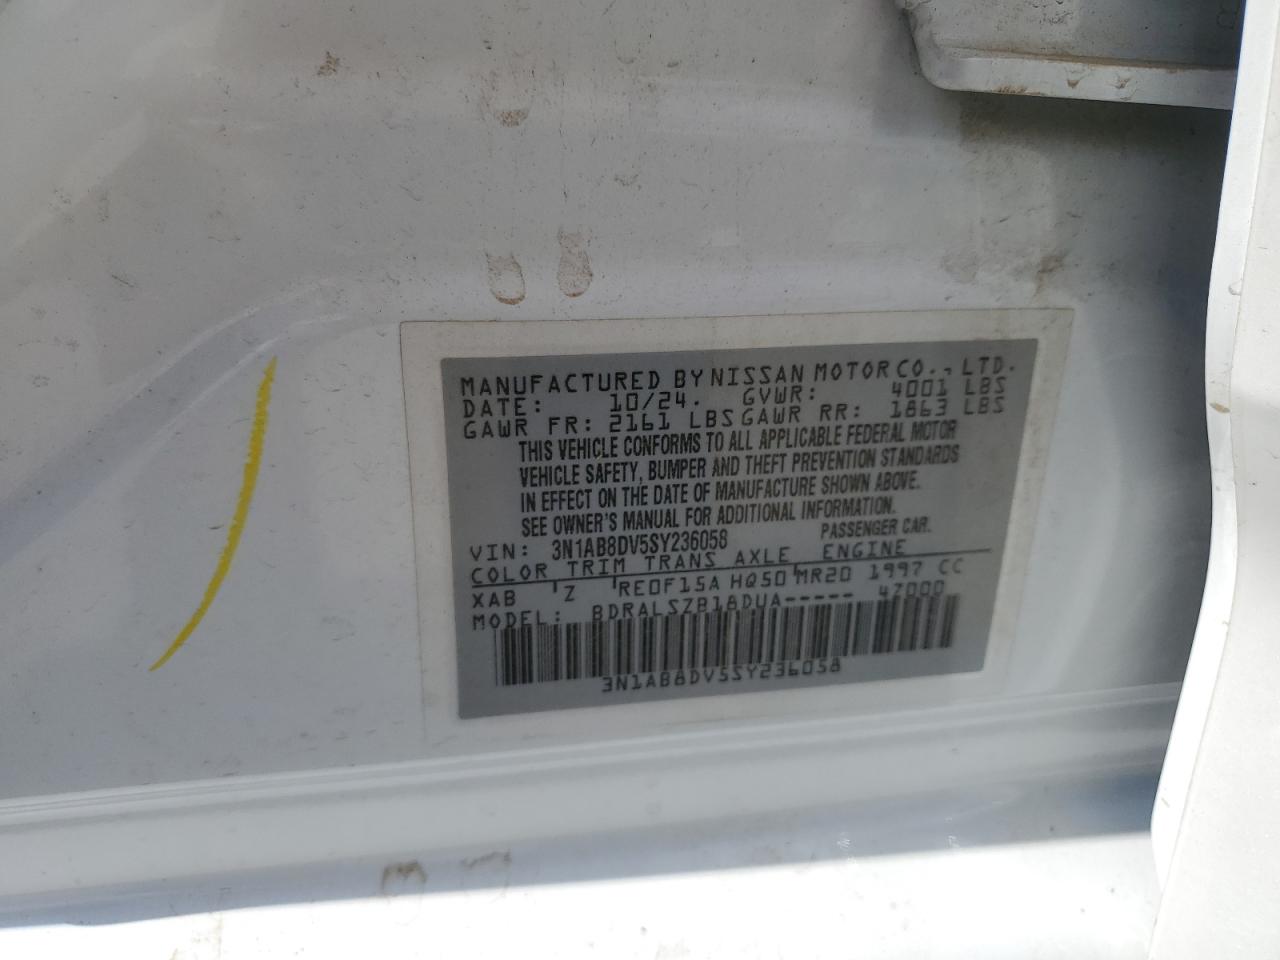 MANUFACTURED BY NISSAN MOTOR CO., LTD.
DATE: 10/24. GVWR: 4001 LBS
GAWR FR: 2161 LBS GAWR RR: 1863 LBS
THIS VEHICLE CONFORMS TO ALL APPLICABLE FEDERAL MOTOR
VEHICLE SAFETY, BUMPER AND THEFT PREVENTION STANDARDS
IN EFFECT ON THE DATE OF MANUFACTURE SHOWN ABOVE.
SEE OWNER'S MANUAL FOR ADDITIONAL INFORMATION.
VIN: 3N1AB8DV5SY236058 PASSENGER CAR.
COLOR TRIM TRANS AXLE ENGINE
XAB Z RE0F15A HQ50 MR20 1997 CC
MODEL: BDRALSZB18DUA----- 47000
3N1AB8DV5SY236058